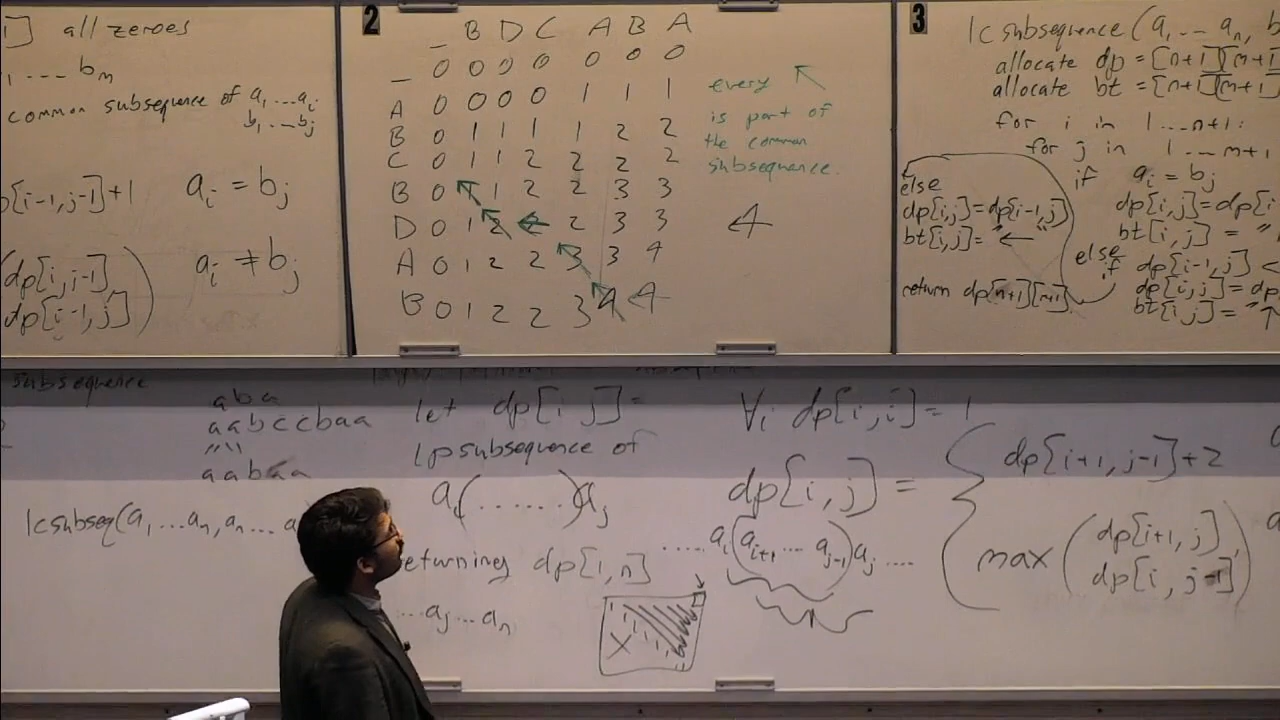 i] all zeroes
1 ... bm
common subsequence of a1...ai
b1...bj
[i-1,j-1]+1 ai = bj
dp[i,j-1]
dp[i-1,j]) ai ≠ bj
2
_ B D C A B A
_ 0 0 0 0 0 0 0
A 0 0 0 0 1 1 1
B 0 1 1 1 1 2 2
C 0 1 1 2 2 2 2
B 0 ↖ 1 2 2 3 3
D 0 1 2 ← 2 3 3
A 0 1 2 2 3 3 4
B 0 1 2 2 3 4 ← 4
every ↖
is part of
the common
subsequence.
4
3
lcsubsequence(a1 ... an, b
allocate dp = [n+1][m+1]
allocate bt = [n+1][m+1]
for i in 1...n+1:
for j in 1...m+1
if ai = bj
dp[i,j]=dp[i
bt[i,j] = "
else if dp[i-1,j] <
dp[i,j]=dp
bt[i,j]= "↑
else
dp[i,j]=dp[i-1,j]
bt[i,j]= "←"
return dp[n+1][m+1]
subsequence
aba
aabccbaa
aabaa
lcsubseq(a1 ... an, an ... a
let dp[i j]=
lpsubsequence of
ai(......)aj
returning dp[1,n]
...aj...an
X
∀i dp[i,i] = 1
dp[i,j] = { dp[i+1,j-1]+2
max(dp[i+1,j],
dp[i,j-1])
.....ai(ai+1...aj-1)aj....